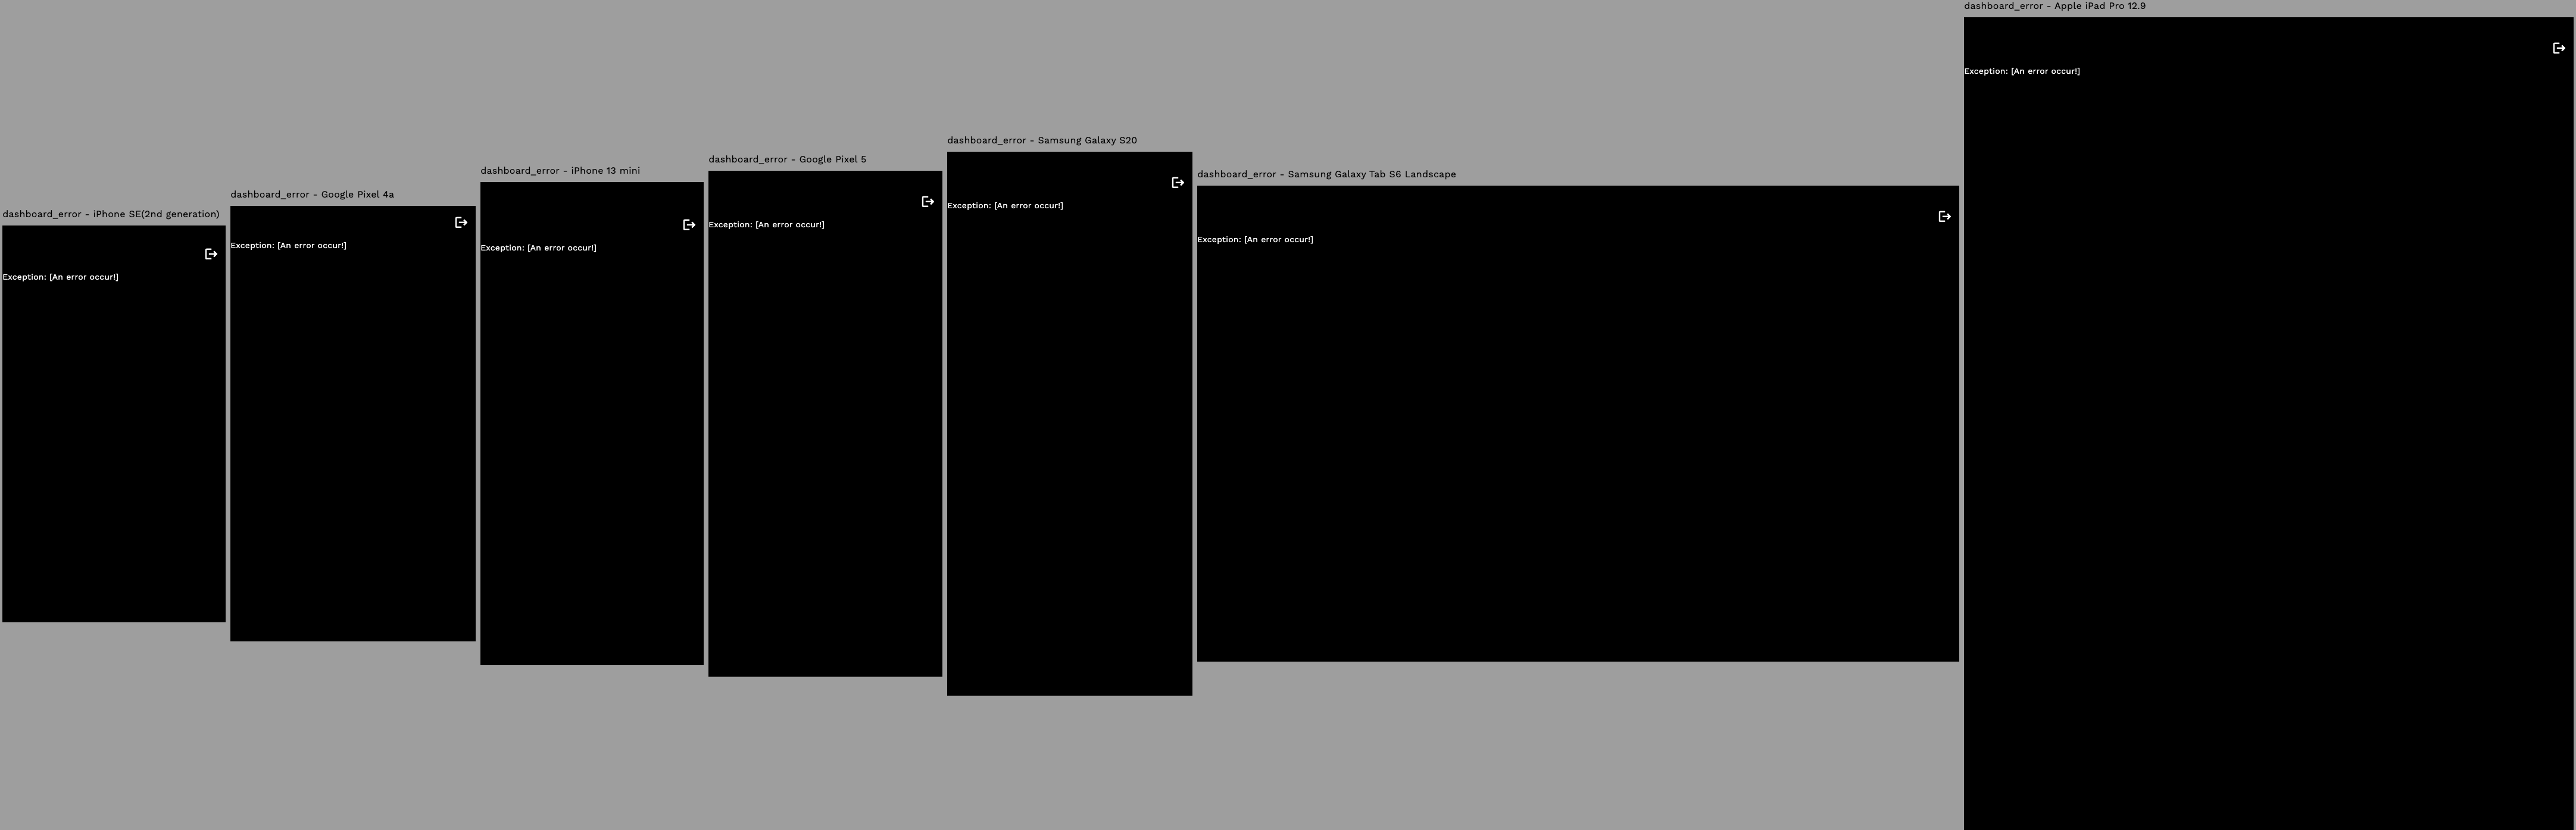 dashboard_error - iPhone SE(2nd generation)
Exception: [An error occur!]
dashboard_error - Google Pixel 4a
Exception: [An error occur!]
dashboard_error - iPhone 13 mini
Exception: [An error occur!]
dashboard_error - Google Pixel 5
Exception: [An error occur!]
dashboard_error - Samsung Galaxy S20
Exception: [An error occur!]
dashboard_error - Samsung Galaxy Tab S6 Landscape
Exception: [An error occur!]
dashboard_error - Apple iPad Pro 12.9
Exception: [An error occur!]